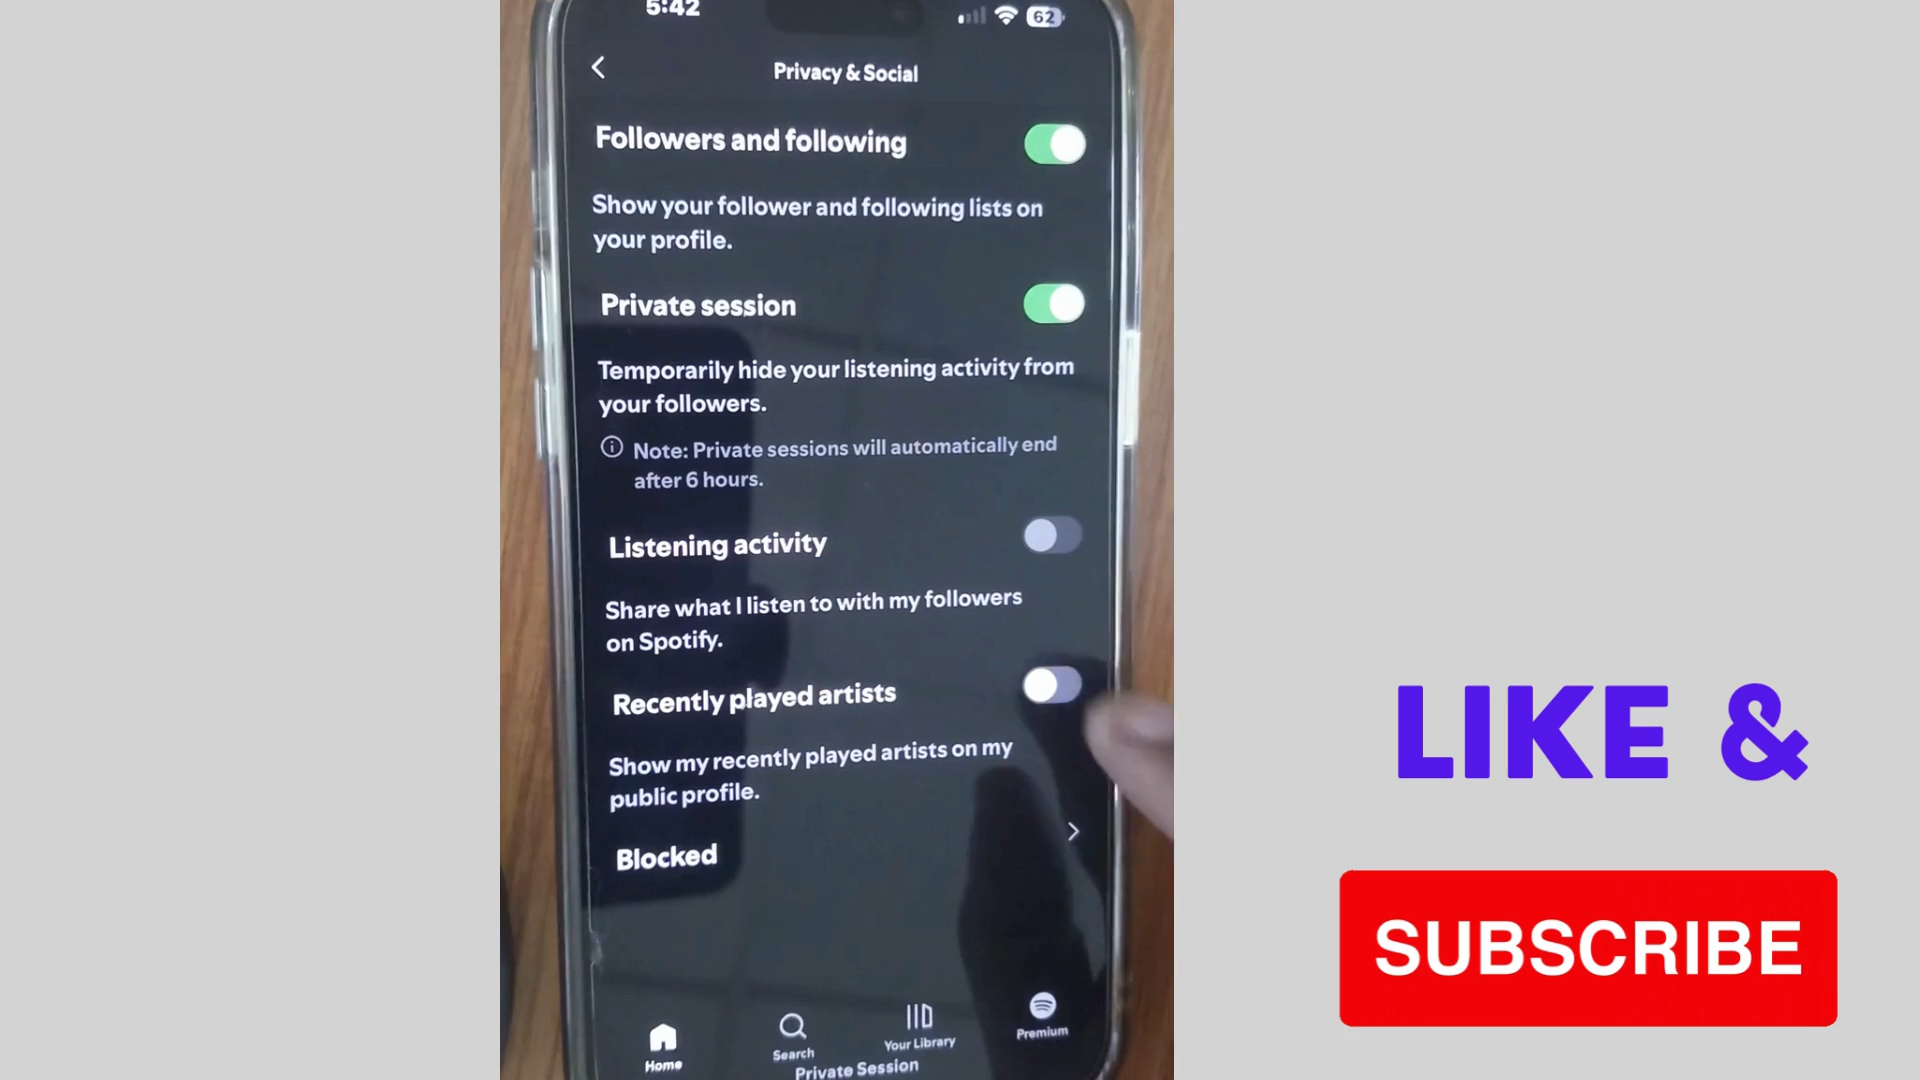 5:42
62
Privacy & Social
Followers and following
Show your follower and following lists on
your profile.
Private session
Temporarily hide your listening activity from
your followers.
Note: Private sessions will automatically end
after 6 hours.
Listening activity
Share what I listen to with my followers
on Spotify.
Recently played artists
Show my recently played artists on my
public profile.
Blocked
Home
Search
Your Library
Premium
Private Session
LIKE &
SUBSCRIBE